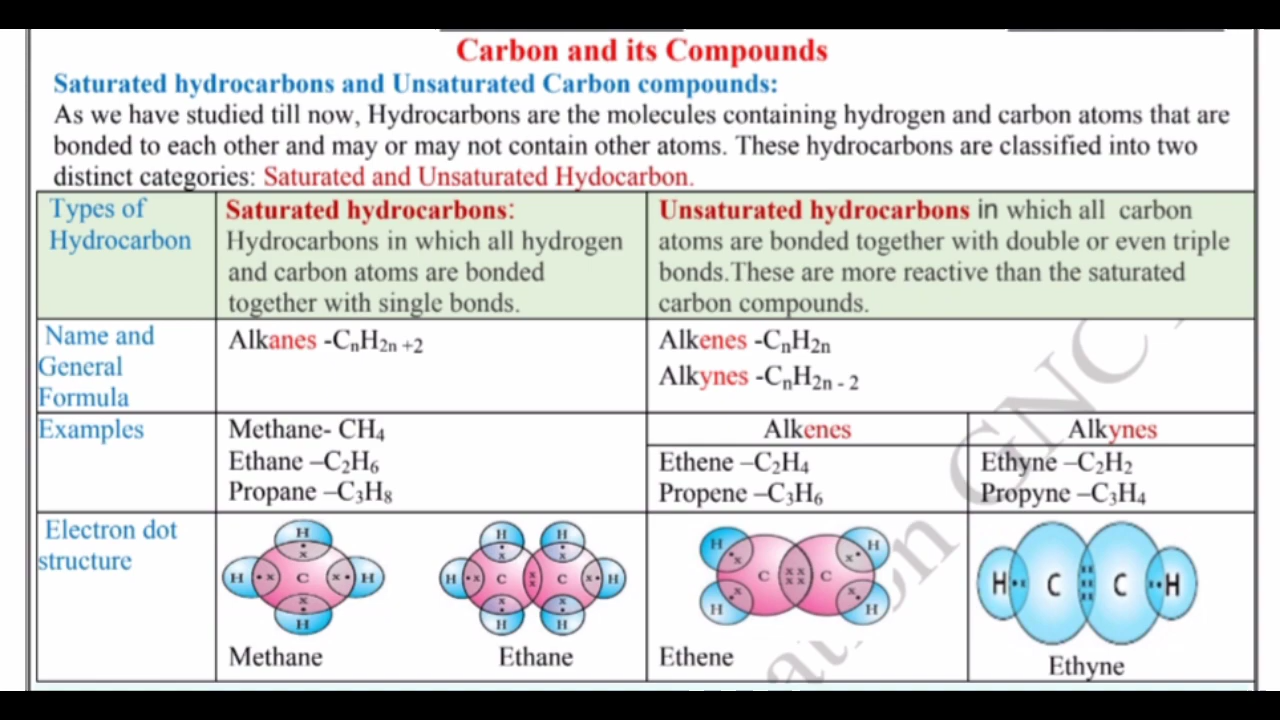 Carbon and its Compounds
Saturated hydrocarbons and Unsaturated Carbon compounds:
As we have studied till now, Hydrocarbons are the molecules containing hydrogen and carbon atoms that are
bonded to each other and may or may not contain other atoms. These hydrocarbons are classified into two
distinct categories: Saturated and Unsaturated Hydocarbon.
Types of
Hydrocarbon
Saturated hydrocarbons:
Hydrocarbons in which all hydrogen
and carbon atoms are bonded
together with single bonds.
Unsaturated hydrocarbons in which all carbon
atoms are bonded together with double or even triple
bonds.These are more reactive than the saturated
carbon compounds.
Name and
General
Formula
Alkanes -CₙH₂ₙ ₊₂
Alkenes -CₙH₂ₙ
Alkynes -CₙH₂ₙ ₋ ₂
Examples
Methane- CH₄
Ethane –C₂H₆
Propane –C₃H₈
Alkenes
Ethene –C₂H₄
Propene –C₃H₆
Alkynes
Ethyne –C₂H₂
Propyne –C₃H₄
Electron dot
structure
H
H C H
H
Methane
H H
H C C H
H H
Ethane
H H
C C
H H
Ethene
H C C H
Ethyne
GNC